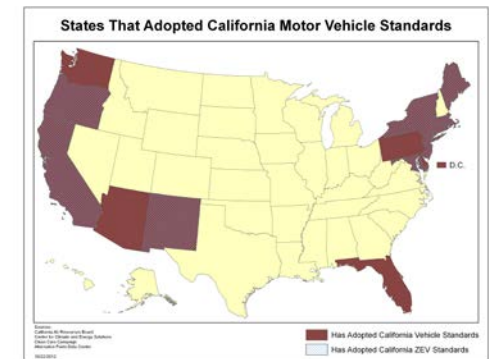 States That Adopted California Motor Vehicle Standards
D.C.
Sources:
California Air Resources Board
Center for Climate and Energy Solutions
Clean Cars Campaign
Alternative Fuels Data Center
Has Adopted California Vehicle Standards
Has Adopted California ZEV Standards